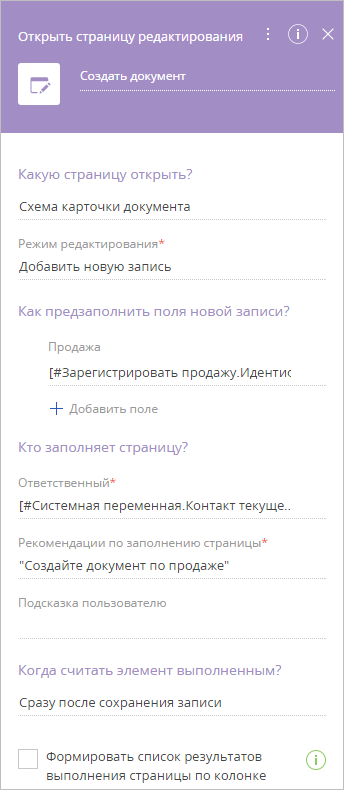 Открыть страницу редактирования
Создать документ
Какую страницу открыть?
Схема карточки документа
Режим редактирования*
Добавить новую запись
Как предзаполнить поля новой записи?
Продажа
[#Зарегистрировать продажу.Идентис
Добавить поле
Кто заполняет страницу?
Ответственный*
[#Системная переменная.Контакт текуще..
Рекомендации по заполнению страницы*
"Создайте документ по продаже"
Подсказка пользователю
Когда считать элемент выполненным?
Сразу после сохранения записи
Формировать список результатов
выполнения страницы по колонке